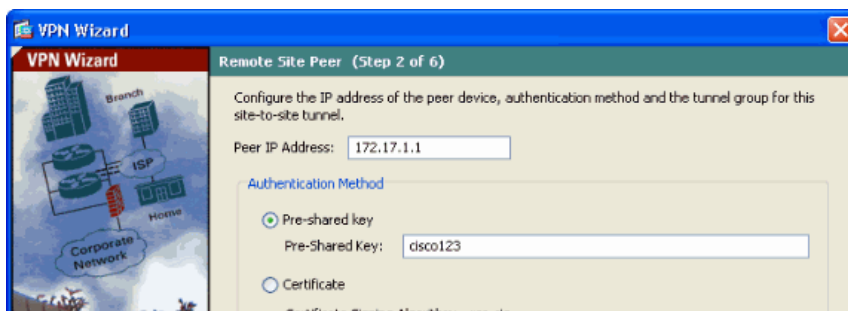 VPN Wizard
VPN Wizard
Remote Site Peer (Step 2 of 6)
Branch
ISP
Home
Corporate
Network
Configure the IP address of the peer device, authentication method and the tunnel group for this
site-to-site tunnel.
Peer IP Address: 172.17.1.1
Authentication Method
Pre-shared key
Pre-Shared Key: cisco123
Certificate